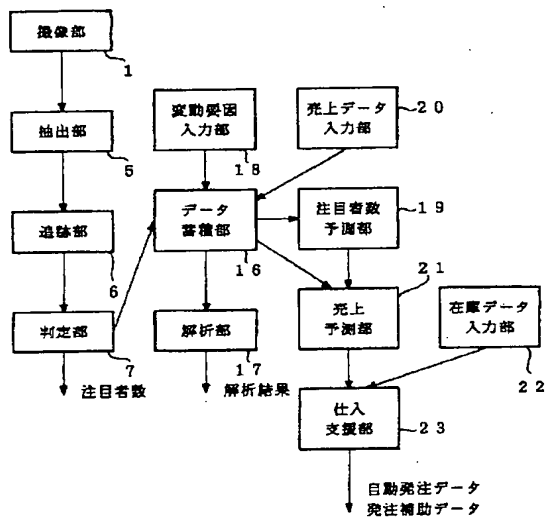 撮像部
1
抽出部
5
追跡部
6
判定部
7
注目者数
変動要因
入力部
18
売上データ
入力部
20
データ
蓄積部
16
注目者数
予測部
19
解析部
17
解析結果
売上
予測部
21
在庫データ
入力部
22
仕入
支援部
23
自動発注データ
発注補助データ